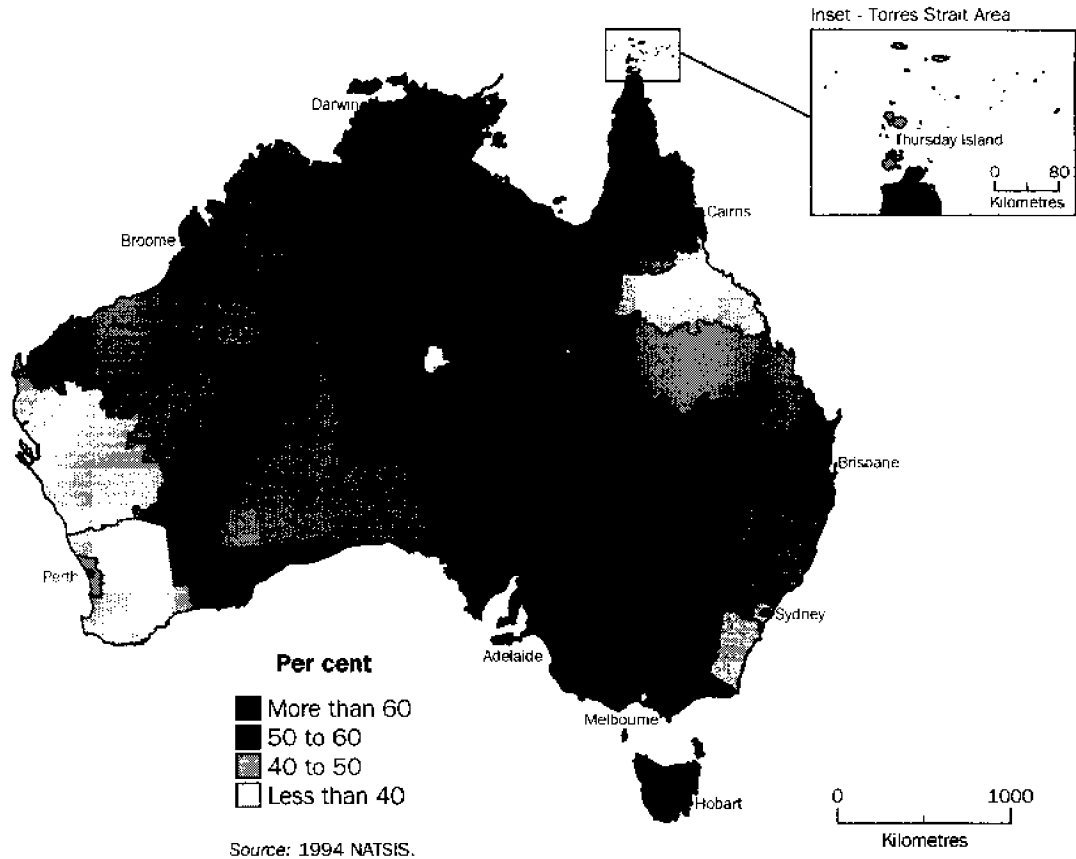 Inset - Torres Strait Area
Thursday Island
0 80
Kilometres
Darwin
Cairns
Broome
Brisbane
Perth
Sydney
Adelaide
Melbourne
Hobart
Per cent
More than 60
50 to 60
40 to 50
Less than 40
0 1000
Kilometres
Source: 1994 NATSIS.